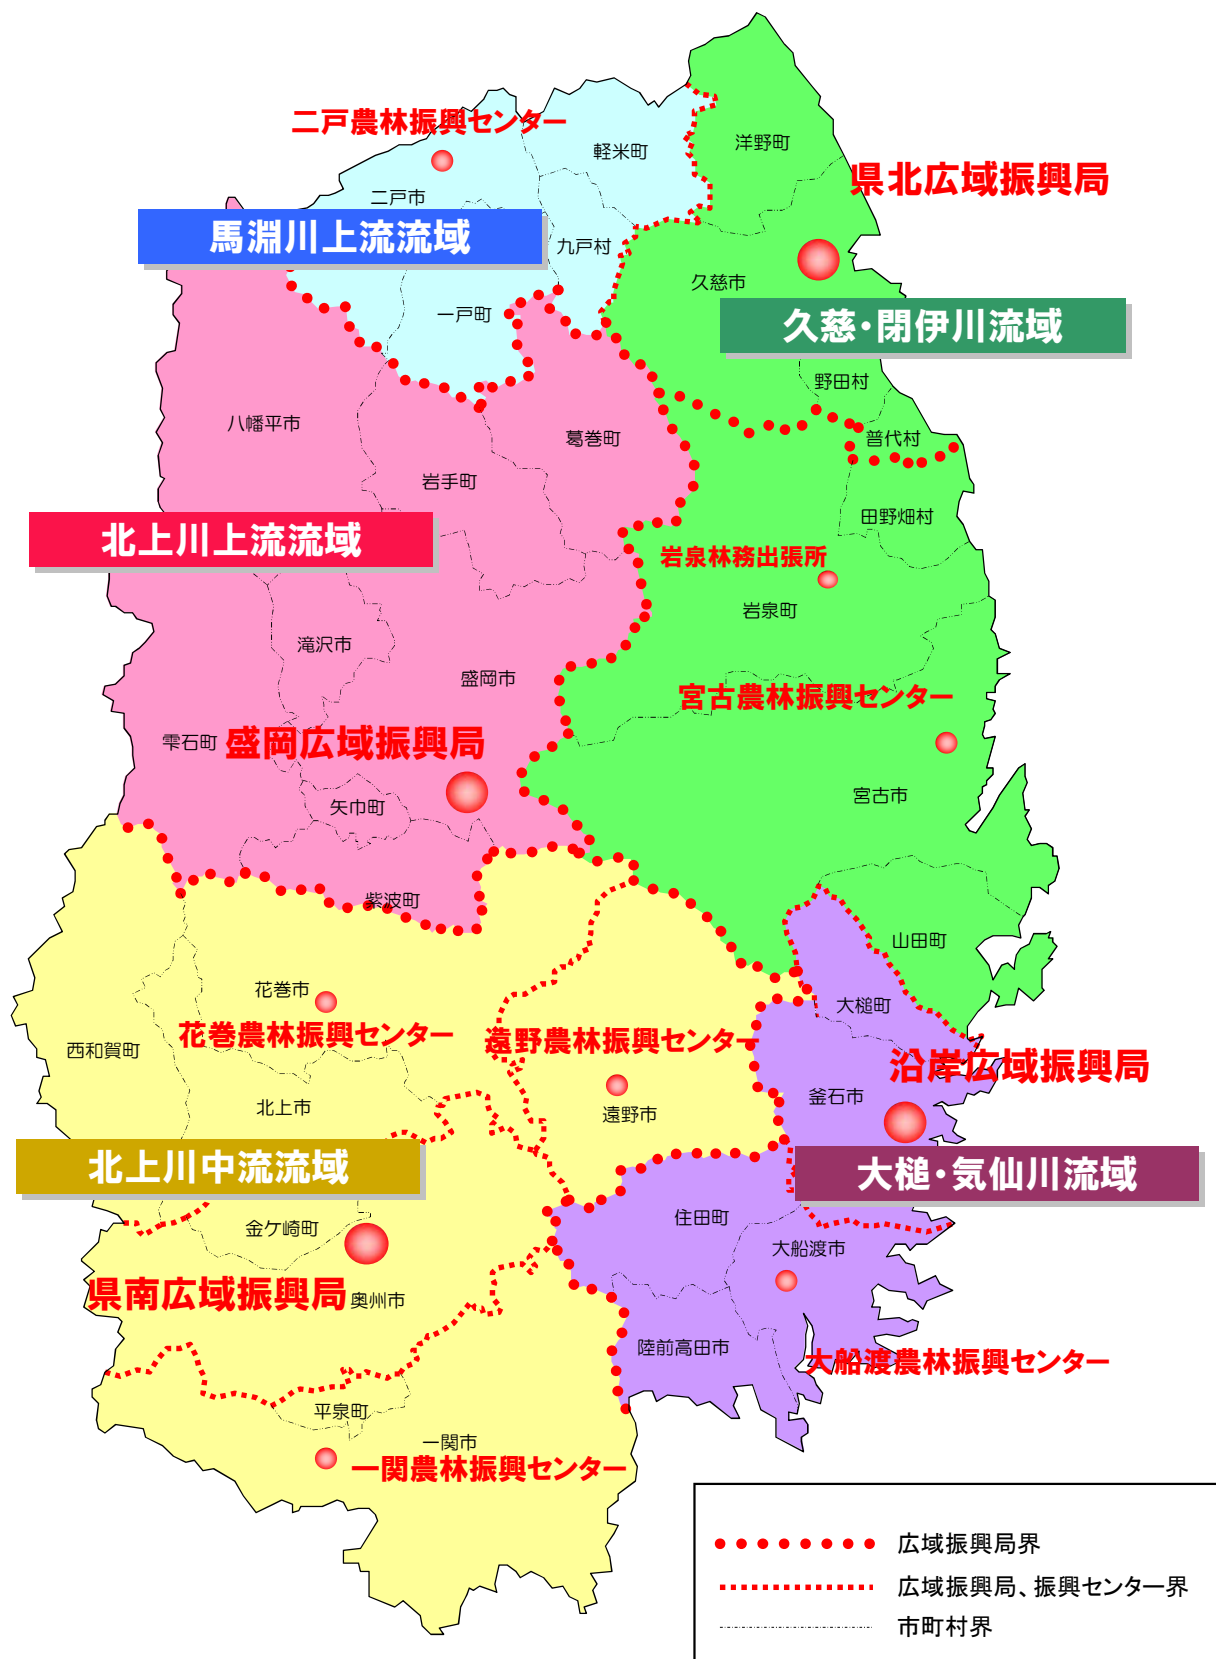 二戸農林振興センター
軽米町
洋野町
県北広域振興局
二戸市
馬淵川上流流域
九戸村
久慈市
一戸町
久慈・閉伊川流域
野田村
八幡平市
葛巻町
普代村
岩手町
田野畑村
北上川上流流域
岩泉林務出張所
岩泉町
滝沢市
盛岡市
宮古農林振興センター
雫石町
盛岡広域振興局
宮古市
矢巾町
紫波町
山田町
花巻市
大槌町
花巻農林振興センター
遠野農林振興センター
西和賀町
沿岸広域振興局
釜石市
北上市
遠野市
北上川中流流域
大槌・気仙川流域
住田町
金ケ崎町
大船渡市
県南広域振興局
奥州市
陸前高田市
大船渡農林振興センター
平泉町
一関市
一関農林振興センター
広域振興局界
広域振興局、振興センター界
市町村界